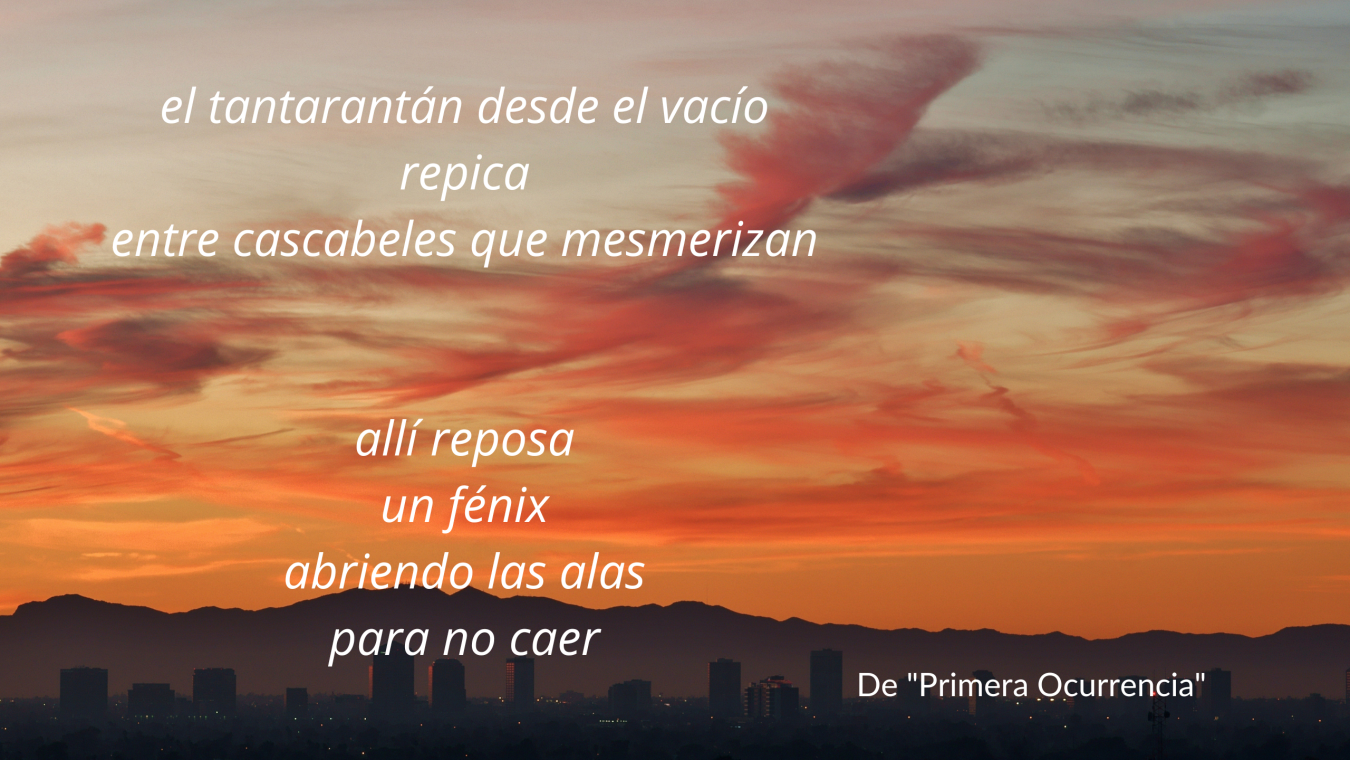 el tantarantán desde el vacío
repica
entre cascabeles que mesmerizan
allí reposa
un fénix
abriendo las alas
para no caer
De "Primera Ocurrencia"